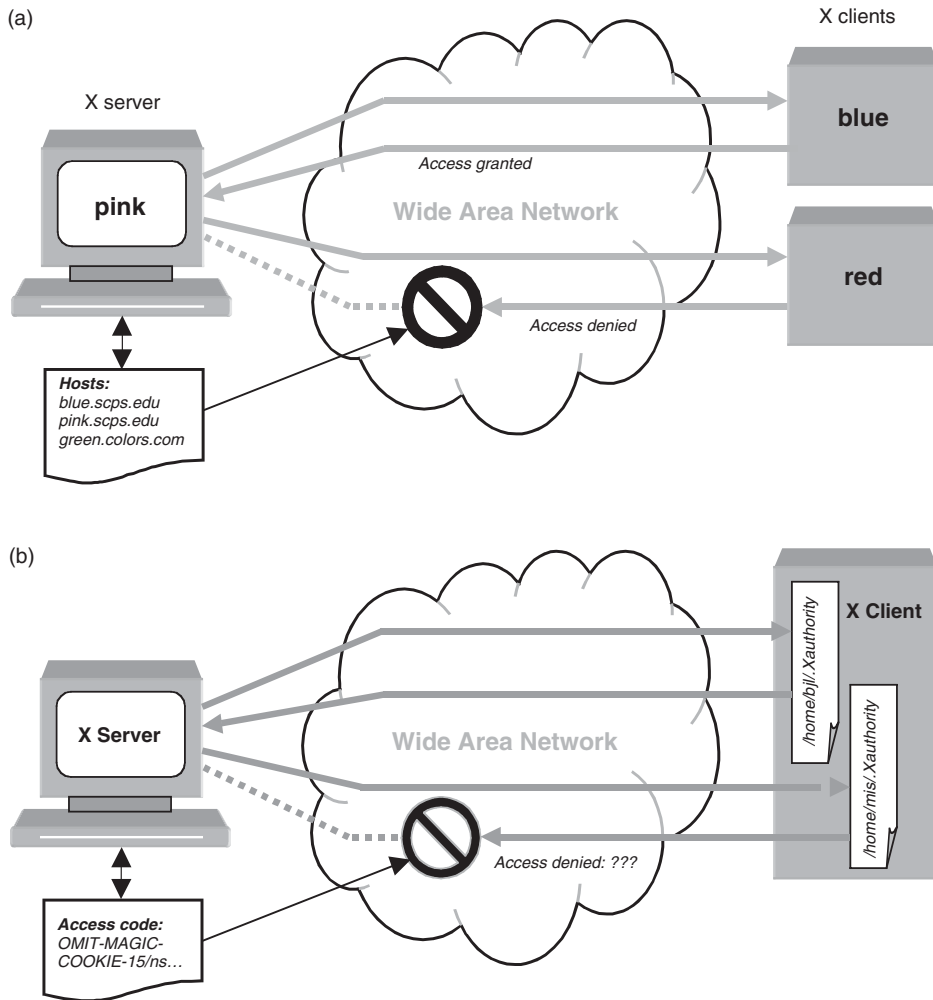 (a)
X clients
X server
blue
Access granted
pink
Wide Area Network
red
Access denied
Hosts:
blue.scps.edu
pink.scps.edu
green.colors.com
(b)
X Client
/home/bjl/.Xauthority
X Server
Wide Area Network
/home/mis/.Xauthority
Access denied: ???
Access code:
OMIT-MAGIC-
COOKIE-15/ns...